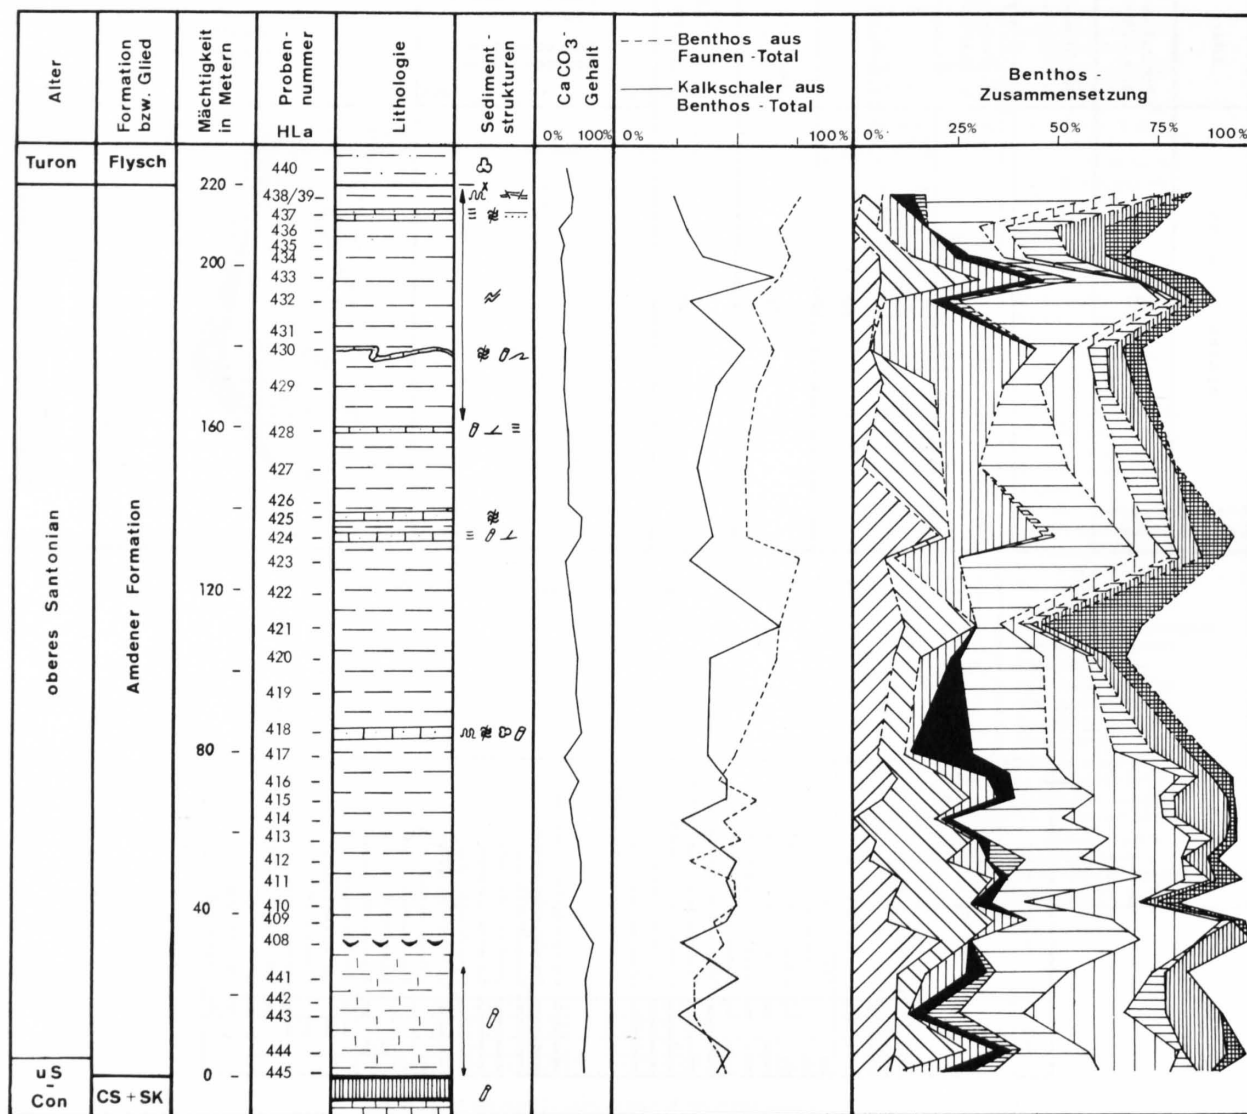 Alter
Formation
bzw. Glied
Mächtigkeit
in Metern
Proben-
nummer
HLa
Lithologie
Sediment-
strukturen
CaCO3-
Gehalt
0% 100%
Benthos aus
Faunen-Total
Kalkschaler aus
Benthos-Total
0% 100%
Benthos-
Zusammensetzung
0% 25% 50% 75% 100%
Turon
Flysch
oberes Santonian
Amdener Formation
uS
-
Con
CS + SK
220
200
160
120
80
40
0
440
438/39
437
436
435
434
433
432
431
430
429
428
427
426
425
424
423
422
421
420
419
418
417
416
415
414
413
412
411
410
409
408
441
442
443
444
445
x